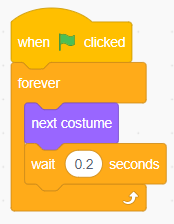 when clicked
forever
next costume
wait 0.2 seconds